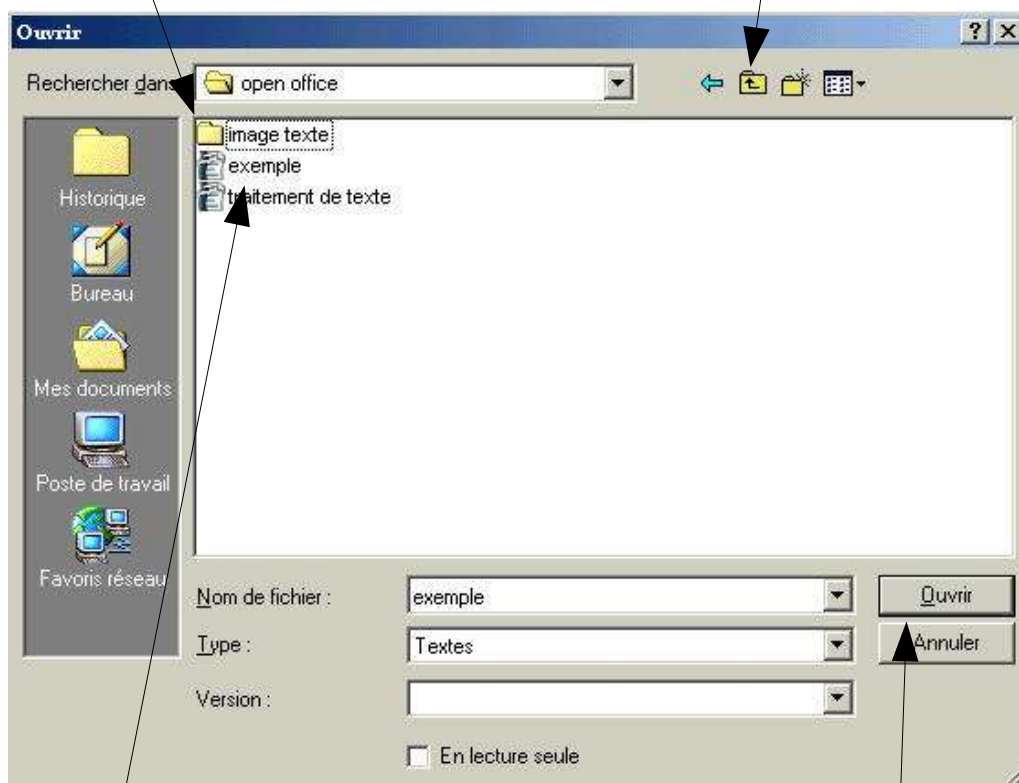 Ouvrir
Rechercher dans
open office
image texte
exemple
traitement de texte
Historique
Bureau
Mes documents
Poste de travail
Favoris réseau
Nom de fichier : exemple Ouvrir
Type : Textes Annuler
Version :
En lecture seule